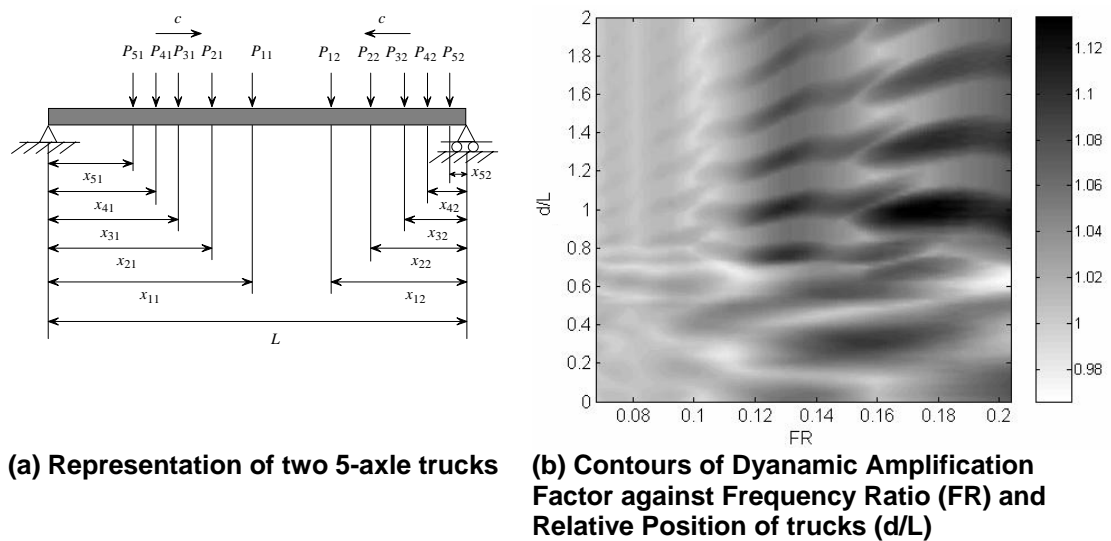 c
c
P51 P41 P31 P21 P11 P12 P22 P32 P42 P52
x51
x52
x41
x42
x31
x32
x21
x22
x11
x12
L
2
1.8
1.6
1.4
1.2
1
0.8
0.6
0.4
0.2
0
d/L
0.08 0.1 0.12 0.14 0.16 0.18 0.2
FR
1.12
1.1
1.08
1.06
1.04
1.02
1
0.98
(a) Representation of two 5-axle trucks
(b) Contours of Dyanamic Amplification
Factor against Frequency Ratio (FR) and
Relative Position of trucks (d/L)